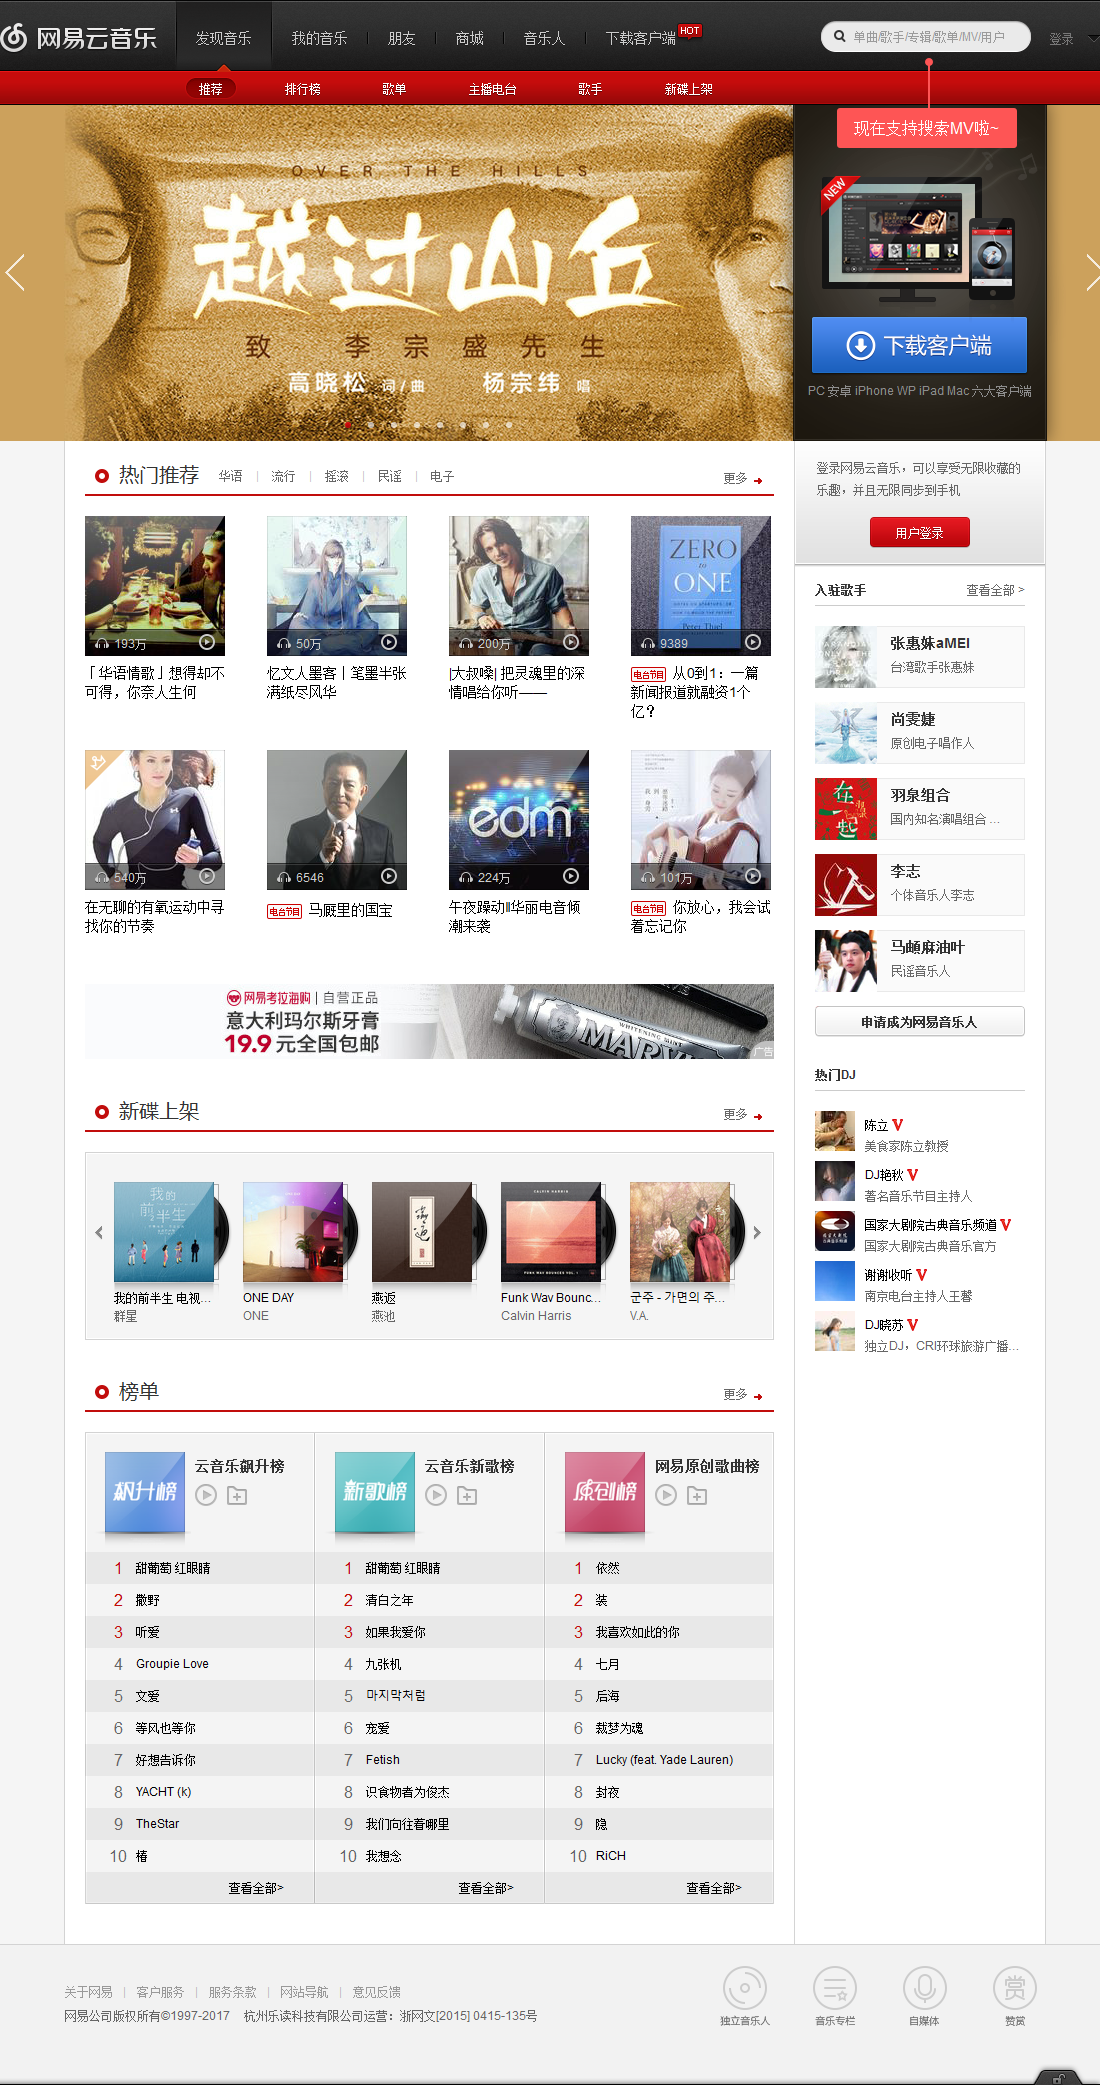 网易云音乐
发现音乐
我的音乐
朋友
商城
音乐人
下载客户端
HOT
单曲/歌手/专辑/歌单/MV/用户
登录
推荐
排行榜
歌单
主播电台
歌手
新碟上架
现在支持搜索MV啦~
OVER THE HILLS
越过山丘
致 李宗盛先生
高晓松 词/曲 杨宗纬 唱
NEW
下载客户端
PC 安卓 iPhone WP iPad Mac 六大客户端
热门推荐
华语
流行
摇滚
民谣
电子
更多
登录网易云音乐，可以享受无限收藏的
乐趣，并且无限同步到手机
用户登录
193万
50万
200万
ZERO
to
ONE
Peter Thiel
9389
「华语情歌」想得却不
可得，你奈人生何
忆文人墨客丨笔墨半张
满纸尽风华
|大叔嗓| 把灵魂里的深
情唱给你听——
电台节目 从0到1：一篇
新闻报道就融资1个
亿？
540万
6546
edm
224万
101万
在无聊的有氧运动中寻
找你的节奏
电台节目 马厩里的国宝
午夜躁动‖华丽电音倾
潮来袭
电台节目 你放心，我会试
着忘记你
入驻歌手
查看全部 >
张惠妹aMEI
台湾歌手张惠妹
尚雯婕
原创电子唱作人
在一起
羽泉组合
国内知名演唱组合 ...
李志
个体音乐人李志
马頔麻油叶
民谣音乐人
申请成为网易音乐人
网易考拉海购 | 自营正品
意大利玛尔斯牙膏
19.9 元全国包邮
WHITENING MINT
MARV
广告
热门DJ
陈立 V
美食家陈立教授
DJ艳秋 V
著名音乐节目主持人
国家大剧院古典音乐频道 V
国家大剧院古典音乐官方
谢谢收听 V
南京电台主持人王馨
DJ晓苏 V
独立DJ，CRI环球旅游广播...
新碟上架
更多
我的前半生
CALVIN HARRIS
FUNK WAV BOUNCES VOL. 1
我的前半生 电视...
群星
ONE DAY
ONE
燕返
燕池
Funk Wav Bounc...
Calvin Harris
군주 - 가면의 주...
V.A.
榜单
更多
飙升榜
云音乐飙升榜
1 甜葡萄 红眼睛
2 撒野
3 听爱
4 Groupie Love
5 文爱
6 等风也等你
7 好想告诉你
8 YACHT (k)
9 TheStar
10 椿
查看全部>
新歌榜
云音乐新歌榜
1 甜葡萄 红眼睛
2 清白之年
3 如果我爱你
4 九张机
5 마지막처럼
6 宠爱
7 Fetish
8 识食物者为俊杰
9 我们向往着哪里
10 我想念
查看全部>
原创榜
网易原创歌曲榜
1 依然
2 装
3 我喜欢如此的你
4 七月
5 后海
6 裁梦为魂
7 Lucky (feat. Yade Lauren)
8 封夜
9 隐
10 RiCH
查看全部>
关于网易 | 客户服务 | 服务条款 | 网站导航 | 意见反馈
网易公司版权所有©1997-2017 杭州乐读科技有限公司运营：浙网文[2015] 0415-135号
独立音乐人
音乐专栏
自媒体
赏
赞赏